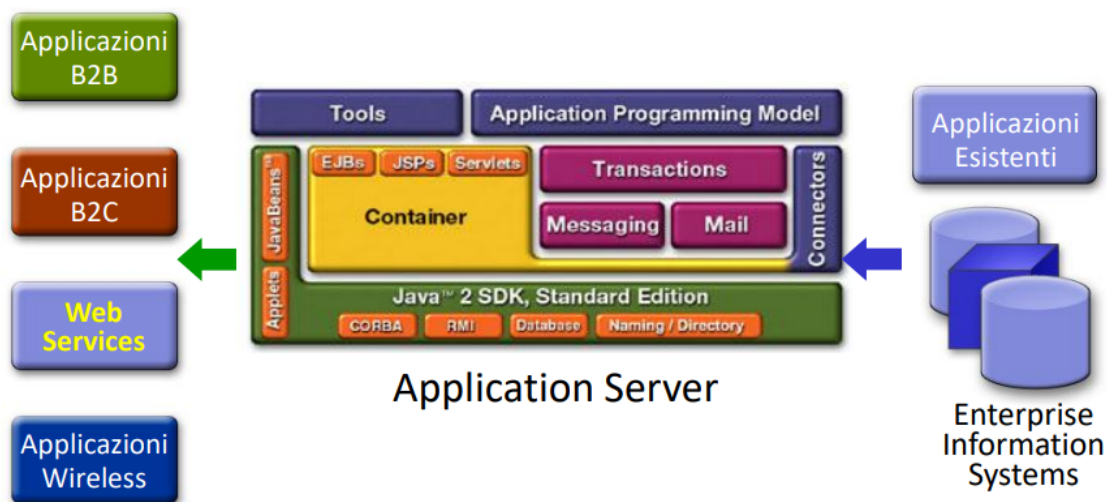 Applicazioni
B2B
Applicazioni
B2C
Web
Services
Applicazioni
Wireless
Tools
Application Programming Model
JavaBeans™
Applets
EJBs
JSPs
Servlets
Container
Transactions
Messaging
Mail
Connectors
Java™ 2 SDK, Standard Edition
CORBA
RMI
Database
Naming / Directory
Application Server
Applicazioni
Esistenti
Enterprise
Information
Systems